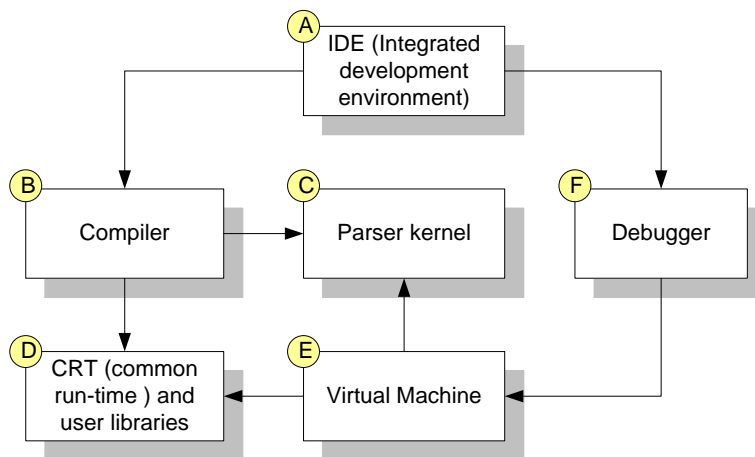 A
IDE (Integrated
development
environment)
B
Compiler
C
Parser kernel
F
Debugger
D
CRT (common
run-time ) and
user libraries
E
Virtual Machine